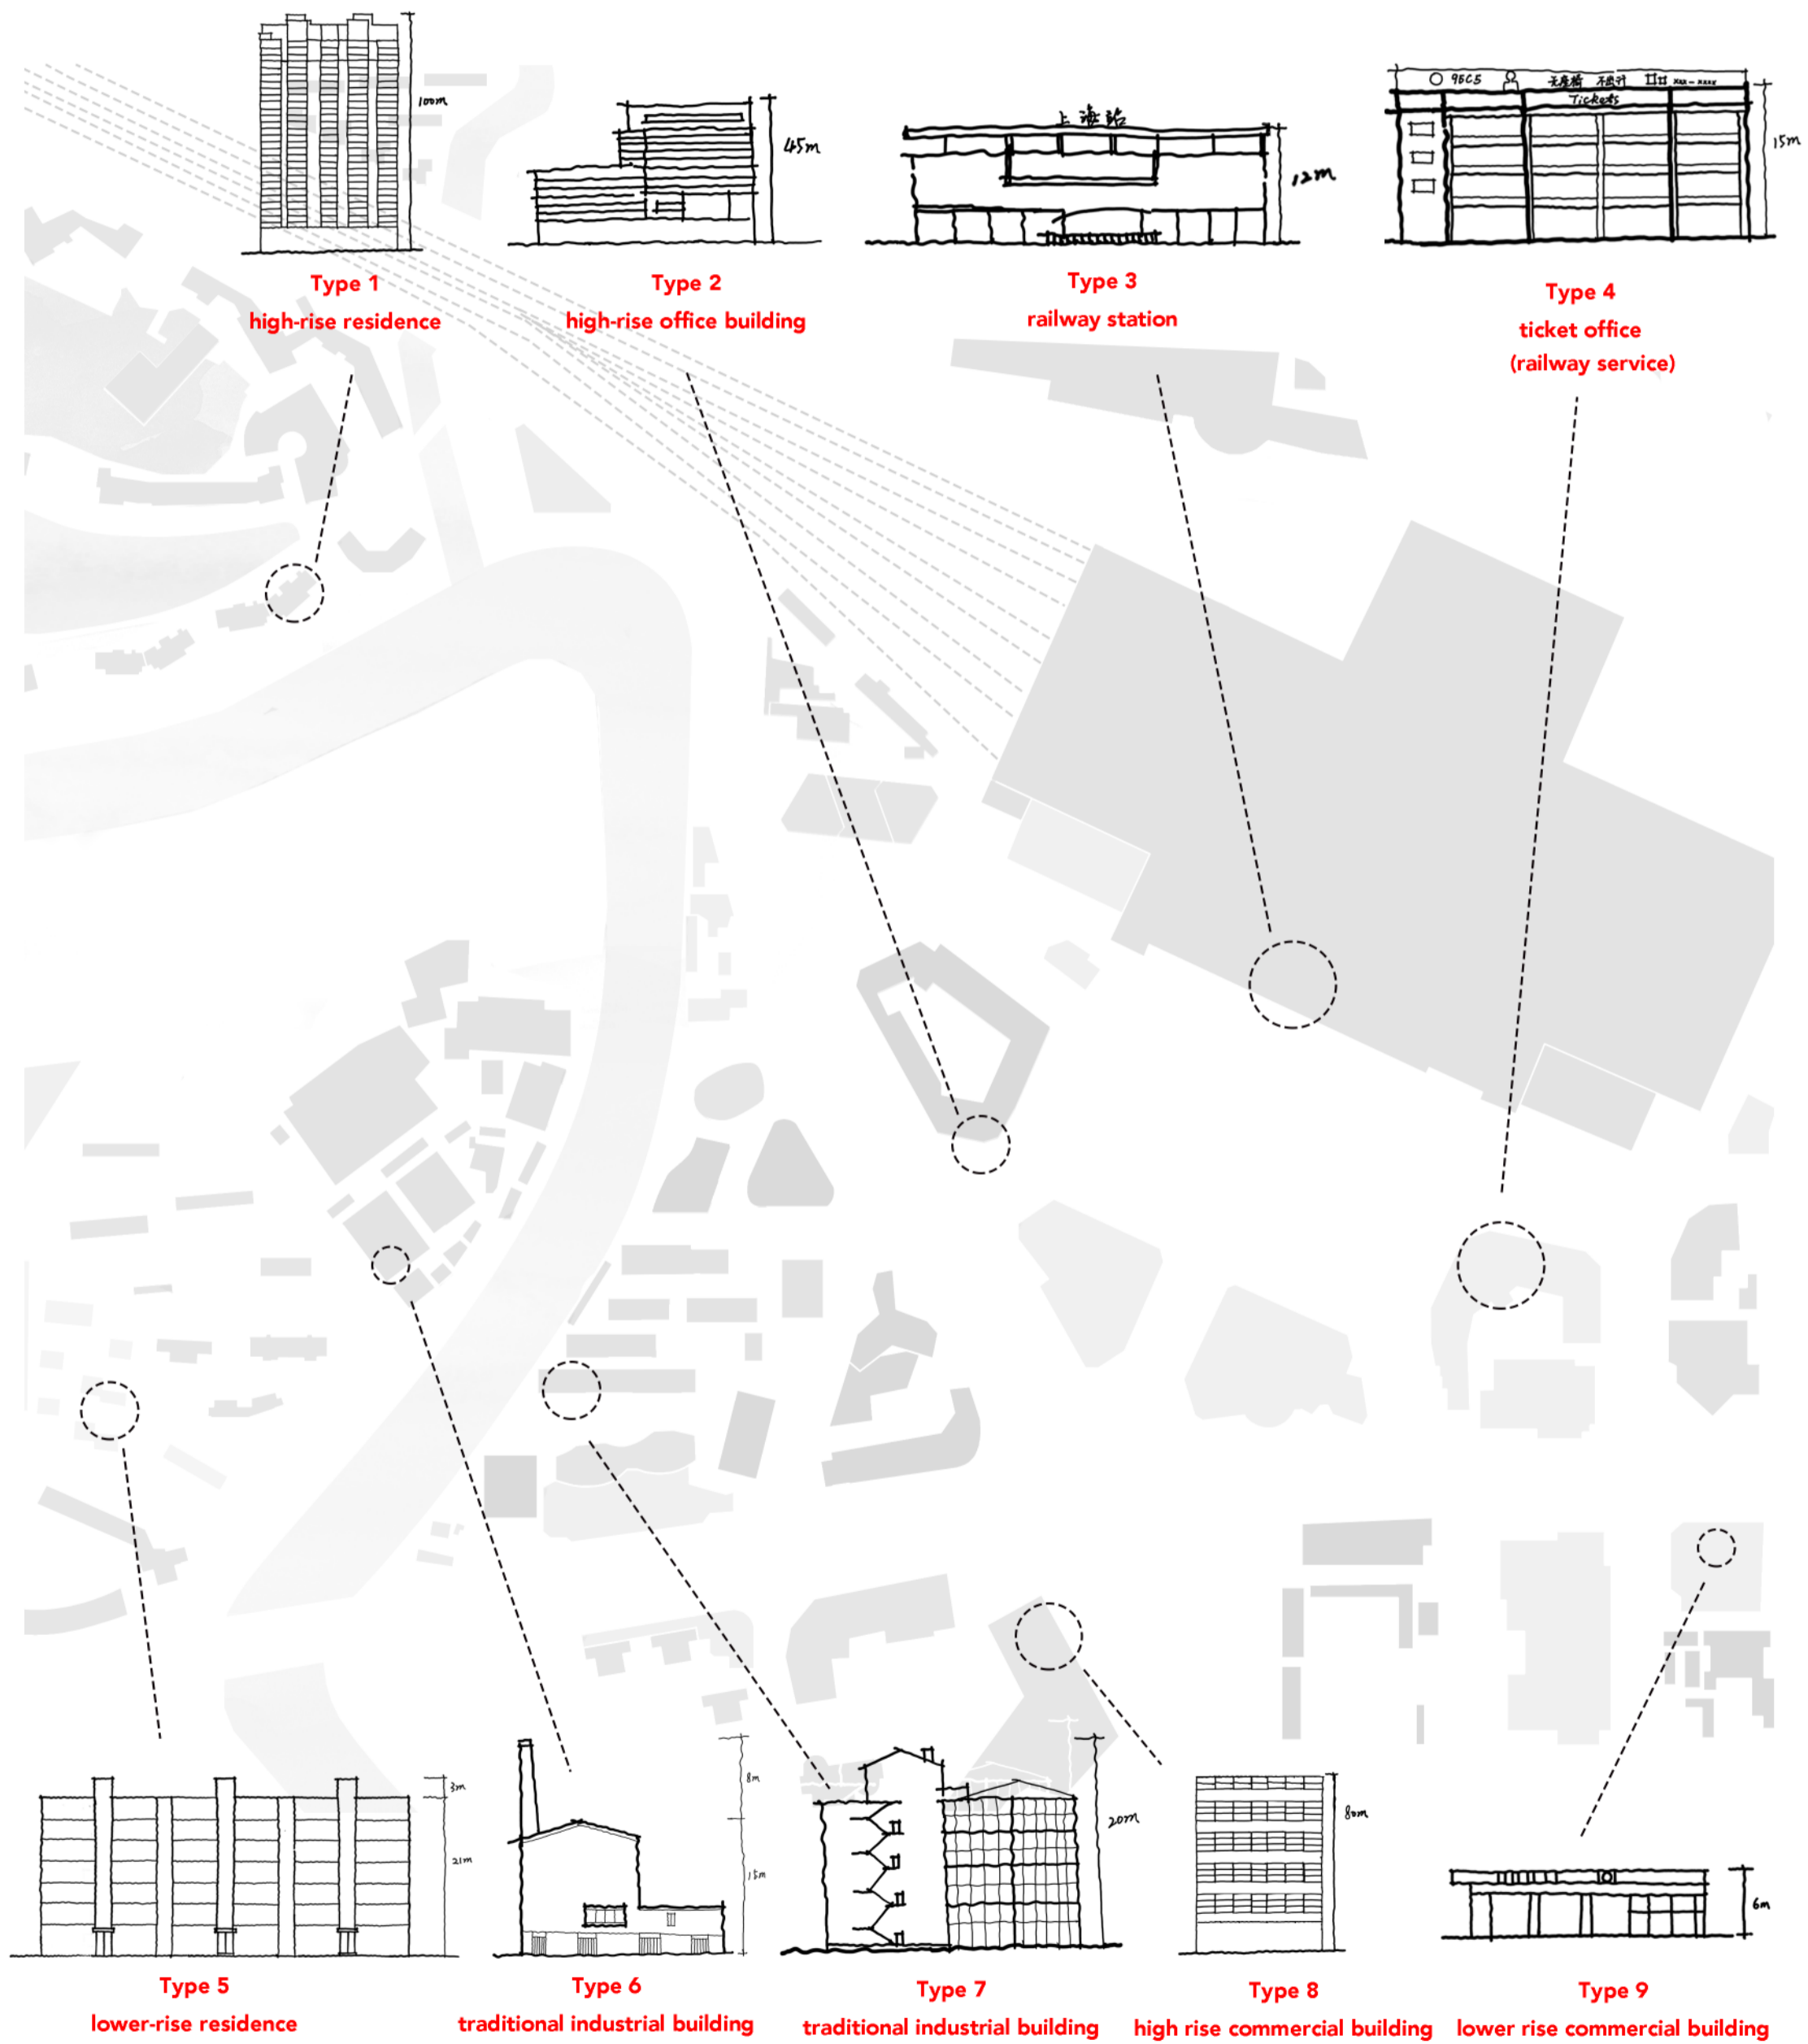 100m
45m
上海站
12m
95C5
xxx-xxxx
Tickets
15m
Type 1
high-rise residence
Type 2
high-rise office building
Type 3
railway station
Type 4
ticket office
(railway service)
3m
21m
8m
15m
20m
80m
6m
Type 5
lower-rise residence
Type 6
traditional industrial building
Type 7
traditional industrial building
Type 8
high rise commercial building
Type 9
lower rise commercial building